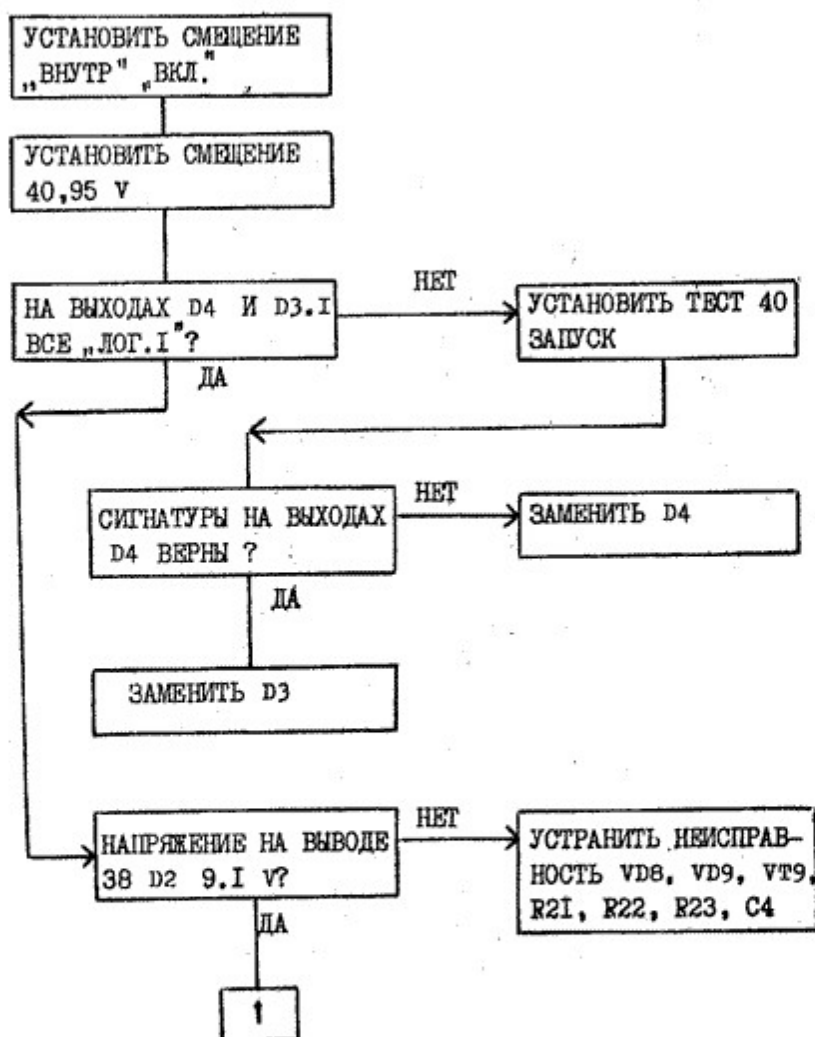 УСТАНОВИТЬ СМЕЩЕНИЕ
„ВНУТР" „ВКЛ."
УСТАНОВИТЬ СМЕЩЕНИЕ
40,95 V
НА ВЫХОДАХ D4 И D3.I
ВСЕ „ЛОГ.I"?
НЕТ
УСТАНОВИТЬ ТЕСТ 40
ЗАПУСК
ДА
СИГНАТУРЫ НА ВЫХОДАХ
D4 ВЕРНЫ ?
НЕТ
ЗАМЕНИТЬ D4
ДА
ЗАМЕНИТЬ D3
НАПРЯЖЕНИЕ НА ВЫВОДЕ
38 D2 9.I V?
НЕТ
УСТРАНИТЬ НЕИСПРАВ-
НОСТЬ VD8, VD9, VT9,
R2I, R22, R23, C4
ДА
1